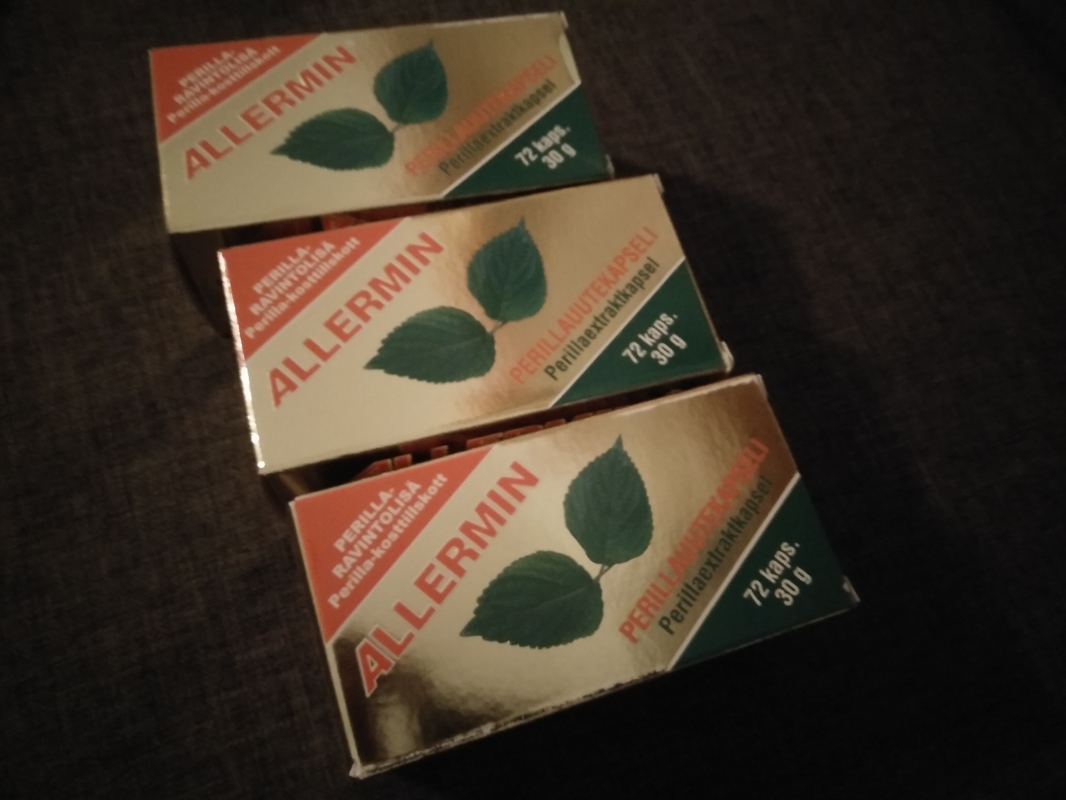 PERILLA-
RAVINTOLISÄ
Perilla-kosttillskott
ALLERMIN
PERILLAUUTEKAPSELI
Perillaextraktkapsel
72 kaps.
30 g
PERILLA-
RAVINTOLISÄ
Perilla-kosttillskott
ALLERMIN
PERILLAUUTEKAPSELI
Perillaextraktkapsel
72 kaps.
30 g
PERILLA-
RAVINTOLISÄ
Perilla-kosttillskott
ALLERMIN
PERILLAUUTEKAPSELI
Perillaextraktkapsel
72 kaps.
30 g